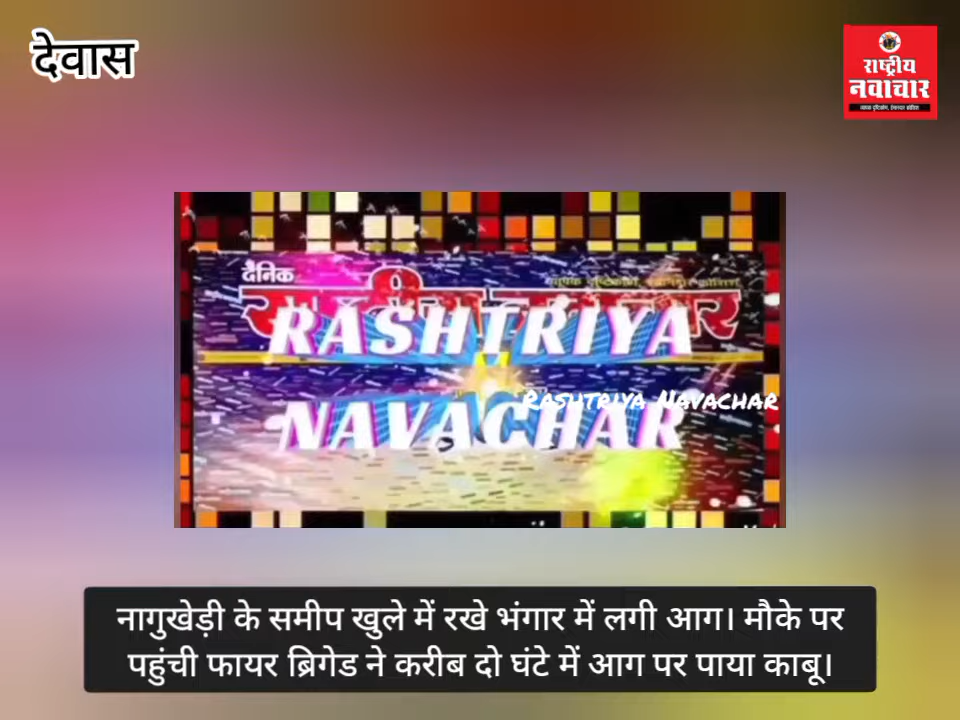 देवास
राष्ट्रीय
नवाचार
दैनिक
RASHTRIYA
Rashtriya Navachar
NAVACHAR
नागुखेड़ी के समीप खुले में रखे भंगार में लगी आग। मौके पर
पहुंची फायर ब्रिगेड ने करीब दो घंटे में आग पर पाया काबू।